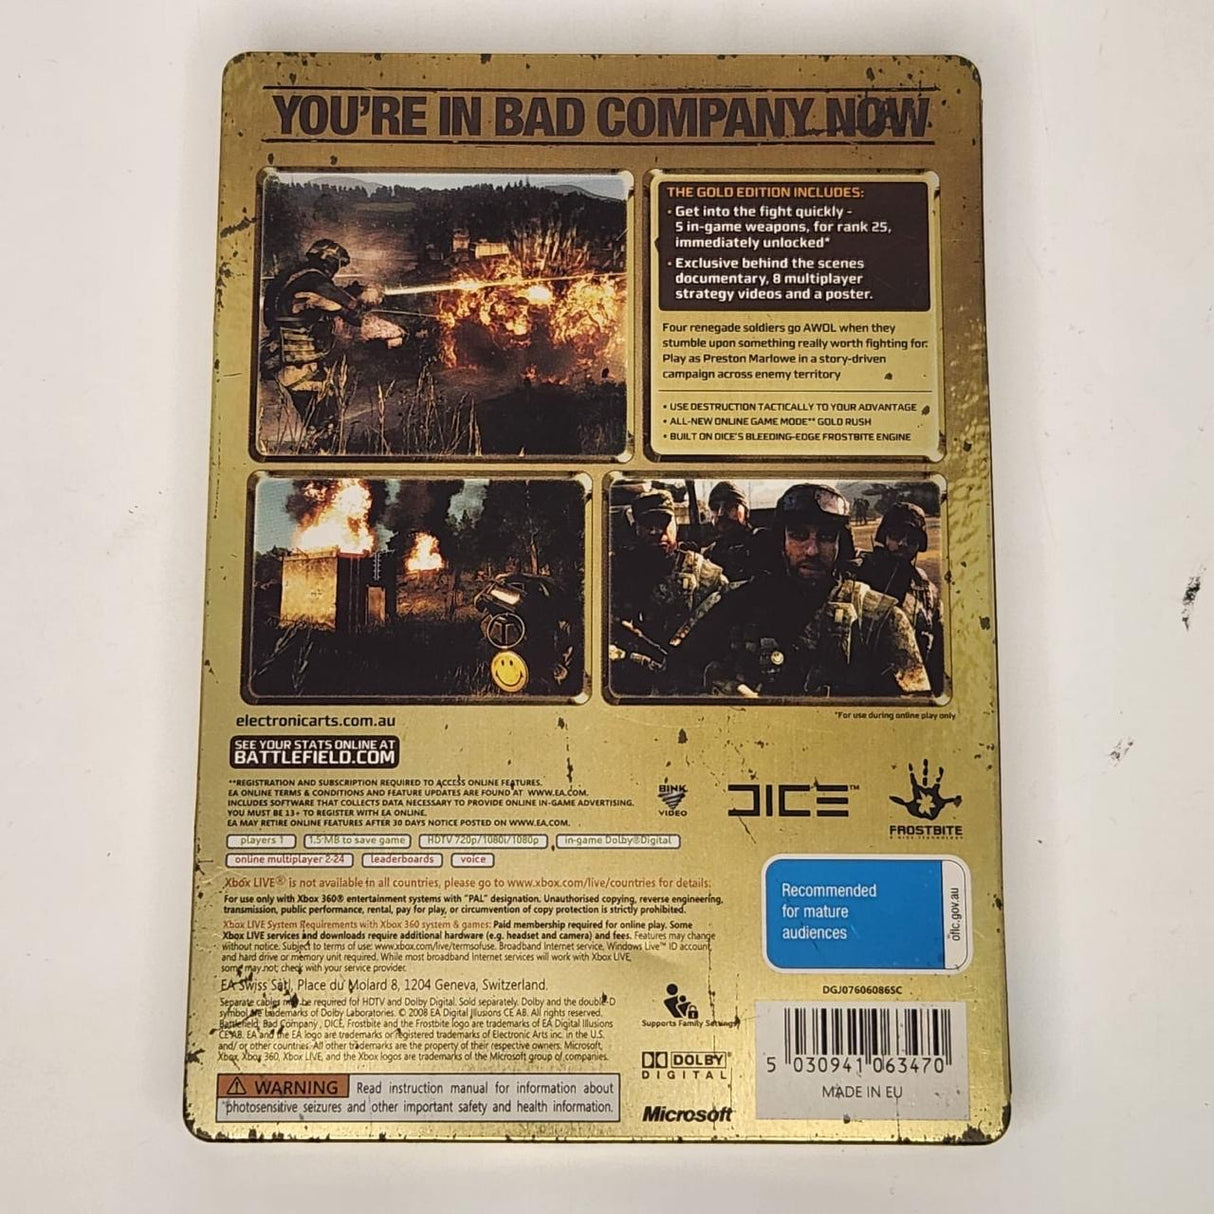 YOU'RE IN BAD COMPANY NOW
THE GOLD EDITION INCLUDES:
· Get into the fight quickly -
5 in-game weapons, for rank 25,
immediately unlocked*
· Exclusive behind the scenes
documentary, 8 multiplayer
strategy videos and a poster.
Four renegade soldiers go AWOL when they
stumble upon something really worth fighting for.
Play as Preston Marlowe in a story-driven
campaign across enemy territory
• USE DESTRUCTION TACTICALLY TO YOUR ADVANTAGE
• ALL-NEW ONLINE GAME MODE** GOLD RUSH
• BUILT ON DICE'S BLEEDING-EDGE FROSTBITE ENGINE
*For use during online play only
electronicarts.com.au
SEE YOUR STATS ONLINE AT
BATTLEFIELD.COM
**REGISTRATION AND SUBSCRIPTION REQUIRED TO ACCESS ONLINE FEATURES.
EA ONLINE TERMS & CONDITIONS AND FEATURE UPDATES ARE FOUND AT WWW.EA.COM.
INCLUDES SOFTWARE THAT COLLECTS DATA NECESSARY TO PROVIDE ONLINE IN-GAME ADVERTISING.
YOU MUST BE 13+ TO REGISTER WITH EA ONLINE.
EA MAY RETIRE ONLINE FEATURES AFTER 30 DAYS NOTICE POSTED ON WWW.EA.COM.
BINK
VIDEO
DICE™
FROSTBITE
players 1 1.5 MB to save game HDTV 720p/1080i/1080p in-game Dolby®Digital
online multiplayer 2-24 leaderboards voice
Xbox LIVE® is not available in all countries, please go to www.xbox.com/live/countries for details.
For use only with Xbox 360® entertainment systems with "PAL" designation. Unauthorised copying, reverse engineering,
transmission, public performance, rental, pay for play, or circumvention of copy protection is strictly prohibited.
Xbox LIVE System Requirements with Xbox 360 system & games: Paid membership required for online play. Some
Xbox LIVE services and downloads require additional hardware (e.g. headset and camera) and fees. Features may change
without notice. Subject to terms of use: www.xbox.com/live/termsofuse. Broadband Internet service, Windows Live™ ID account,
and hard drive or memory unit required. While most broadband Internet services will work with Xbox LIVE,
some may not; check with your service provider.
EA Swiss Sàrl, Place du Molard 8, 1204 Geneva, Switzerland.
Separate cables may be required for HDTV and Dolby Digital. Sold separately. Dolby and the double-D
symbol are trademarks of Dolby Laboratories. © 2008 EA Digital Illusions CE AB. All rights reserved.
Battlefield: Bad Company, DICE, Frostbite and the Frostbite logo are trademarks of EA Digital Illusions
CE AB. EA and the EA logo are trademarks or registered trademarks of Electronic Arts Inc. in the U.S.
and/ or other countries. All other trademarks are the property of their respective owners. Microsoft,
Xbox, Xbox 360, Xbox LIVE, and the Xbox logos are trademarks of the Microsoft group of companies.
WARNING Read instruction manual for information about
photosensitive seizures and other important safety and health information.
Supports Family Settings
DOLBY®
DIGITAL
Microsoft
Recommended
for mature
audiences
oflc.gov.au
DGJ07606086SC
5 030941 063470
MADE IN EU